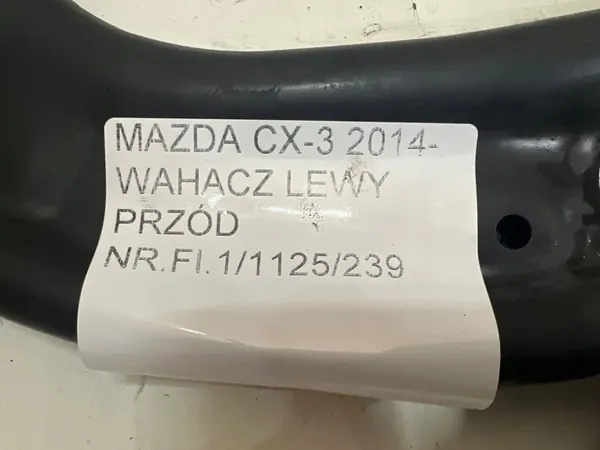 MAZDA CX-3 2014-
WAHACZ LEWY
PRZÓD
NR.FI.1/1125/239